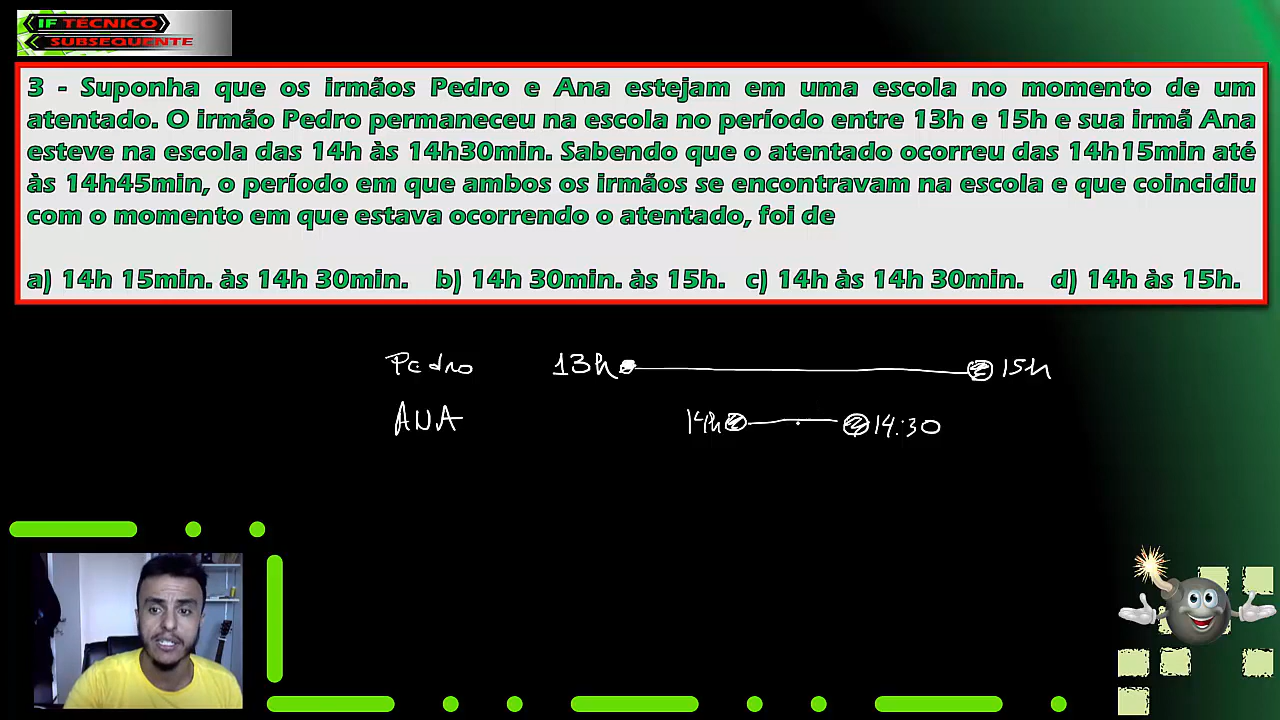 IF TÉCNICO
SUBSEQUENTE
3 - Suponha que os irmãos Pedro e Ana estejam em uma escola no momento de um
atentado. O irmão Pedro permaneceu na escola no período entre 13h e 15h e sua irmã Ana
esteve na escola das 14h às 14h30min. Sabendo que o atentado ocorreu das 14h15min até
às 14h45min, o período em que ambos os irmãos se encontravam na escola e que coincidiu
com o momento em que estava ocorrendo o atentado, foi de
a) 14h 15min. às 14h 30min. b) 14h 30min. às 15h. c) 14h às 14h 30min. d) 14h às 15h.
Pedro 13h 15h
ANA 14h 14:30